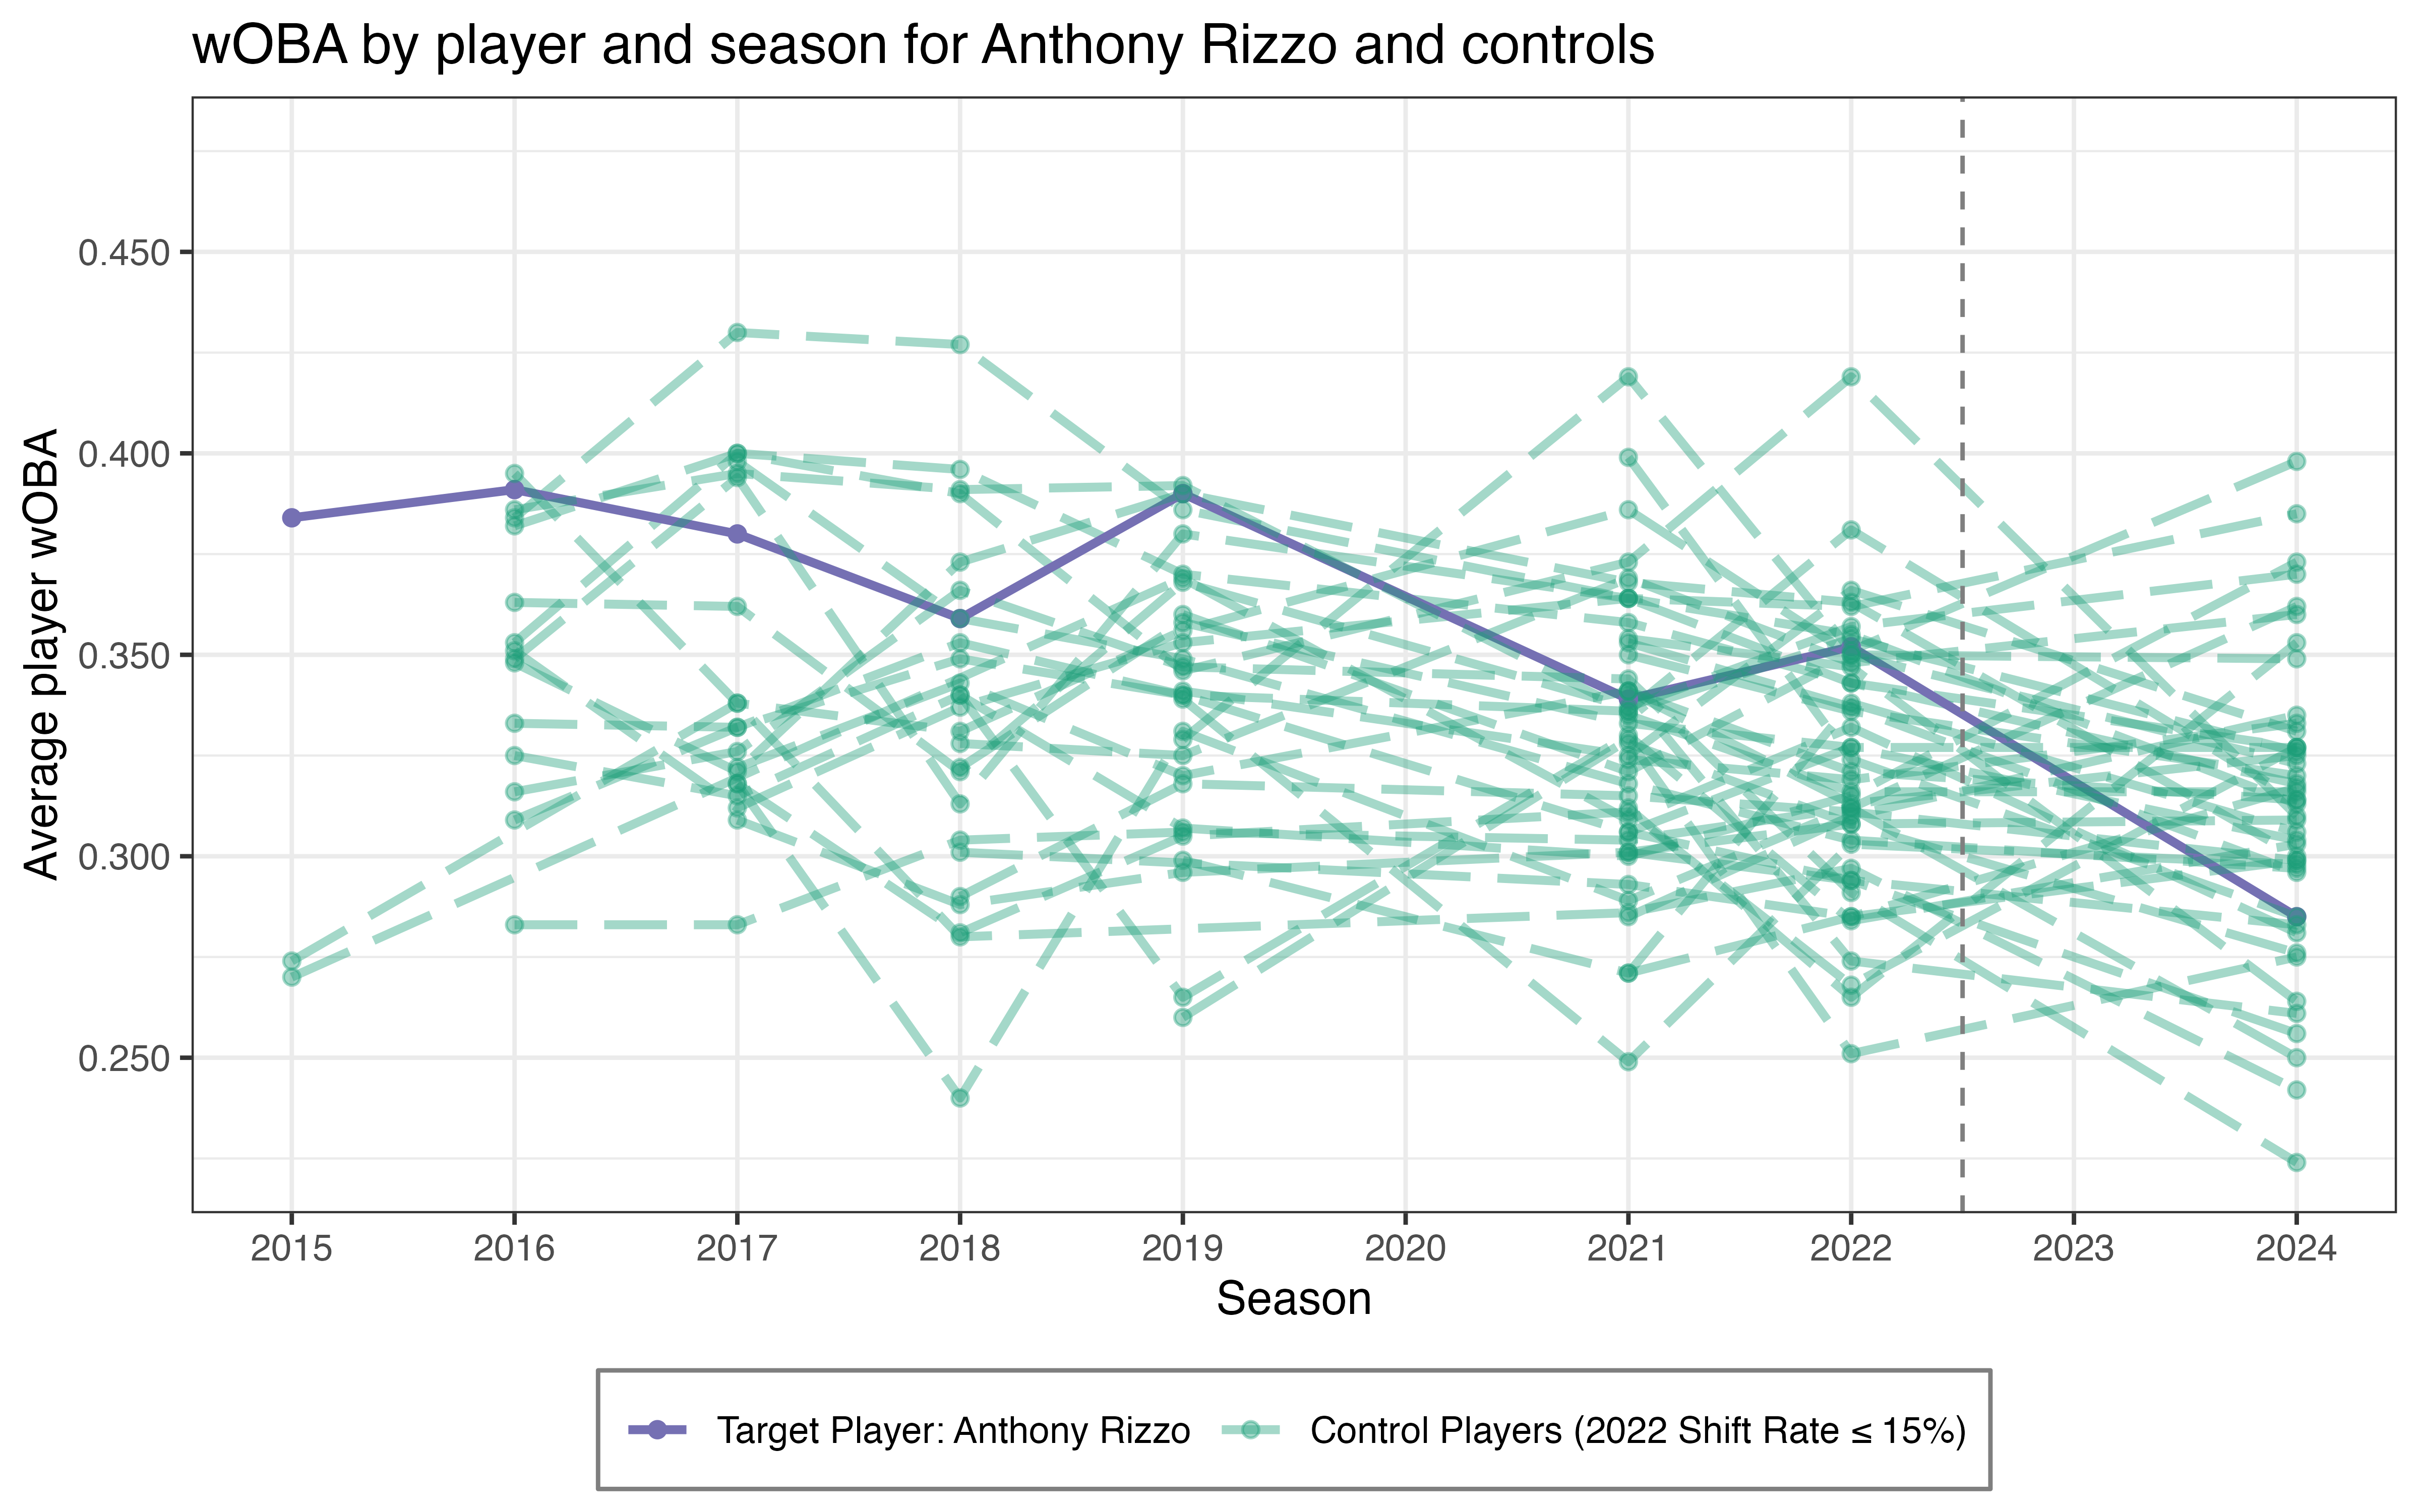 wOBA by player and season for Anthony Rizzo and controls
Average player wOBA
0.450
0.400
0.350
0.300
0.250
2015 2016 2017 2018 2019 2020 2021 2022 2023 2024
Season
Target Player: Anthony Rizzo Control Players (2022 Shift Rate ≤ 15%)